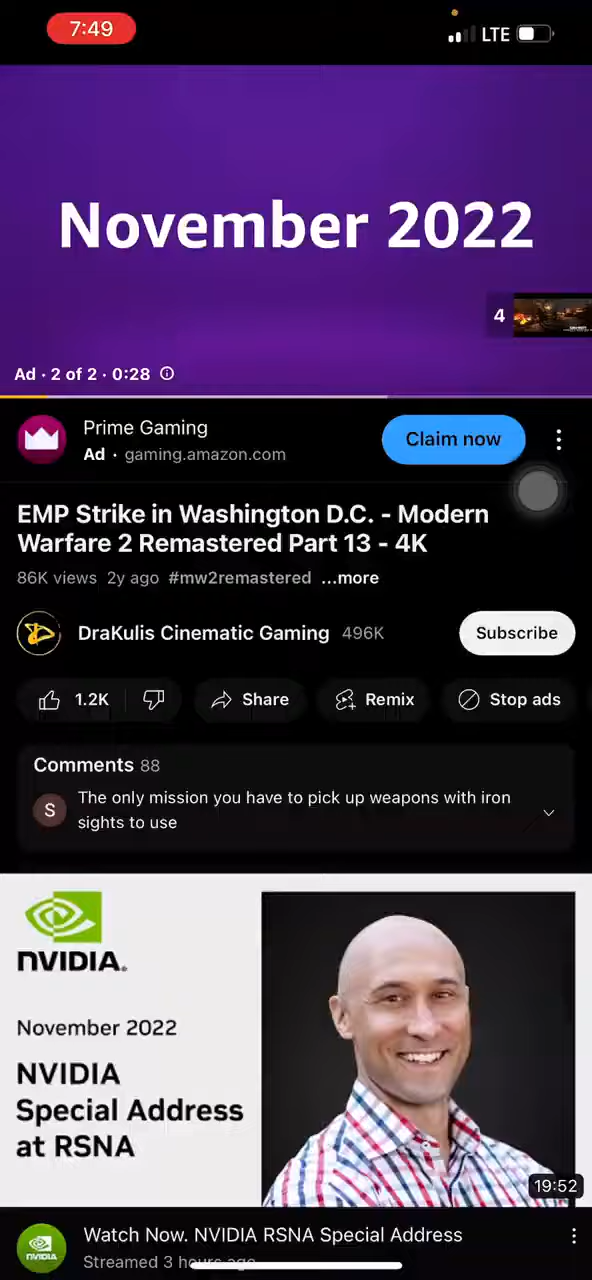 7:49
LTE
November 2022
4
Ad · 2 of 2 · 0:28
Prime Gaming
Ad · gaming.amazon.com
Claim now
EMP Strike in Washington D.C. - Modern
Warfare 2 Remastered Part 13 - 4K
86K views 2y ago #mw2remastered ...more
DraKulis Cinematic Gaming 496K
Subscribe
1.2K
Share
Remix
Stop ads
Comments 88
S
The only mission you have to pick up weapons with iron
sights to use
NVIDIA.
November 2022
NVIDIA
Special Address
at RSNA
19:52
NVIDIA
Watch Now. NVIDIA RSNA Special Address
Streamed 3 hours ago